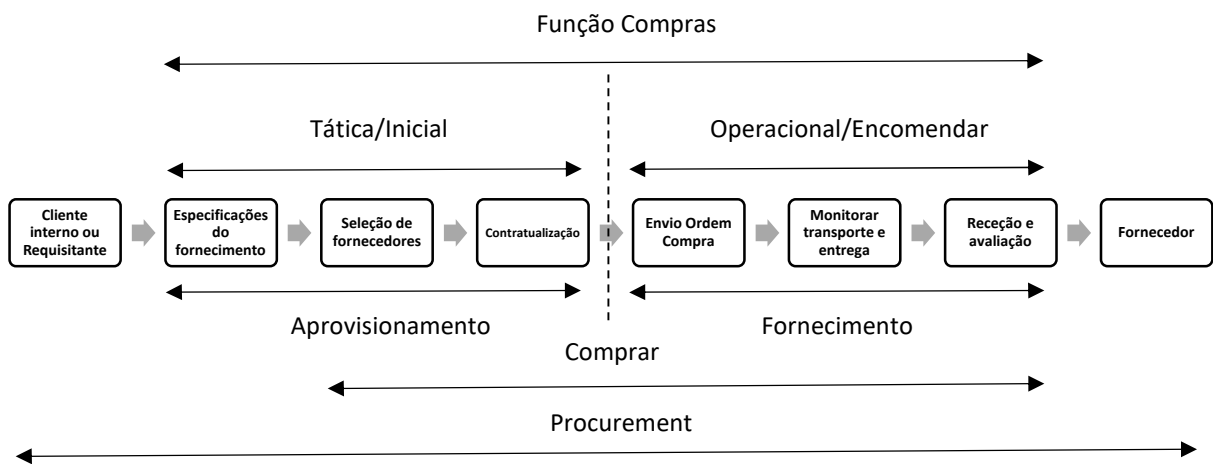 Função Compras
Tática/Inicial
Operacional/Encomendar
Cliente
interno ou
Requisitante
Especificações
do
fornecimento
Seleção de
fornecedores
Contratualização
Envio Ordem
Compra
Monitorar
transporte e
entrega
Receção e
avaliação
Fornecedor
Aprovisionamento
Fornecimento
Comprar
Procurement